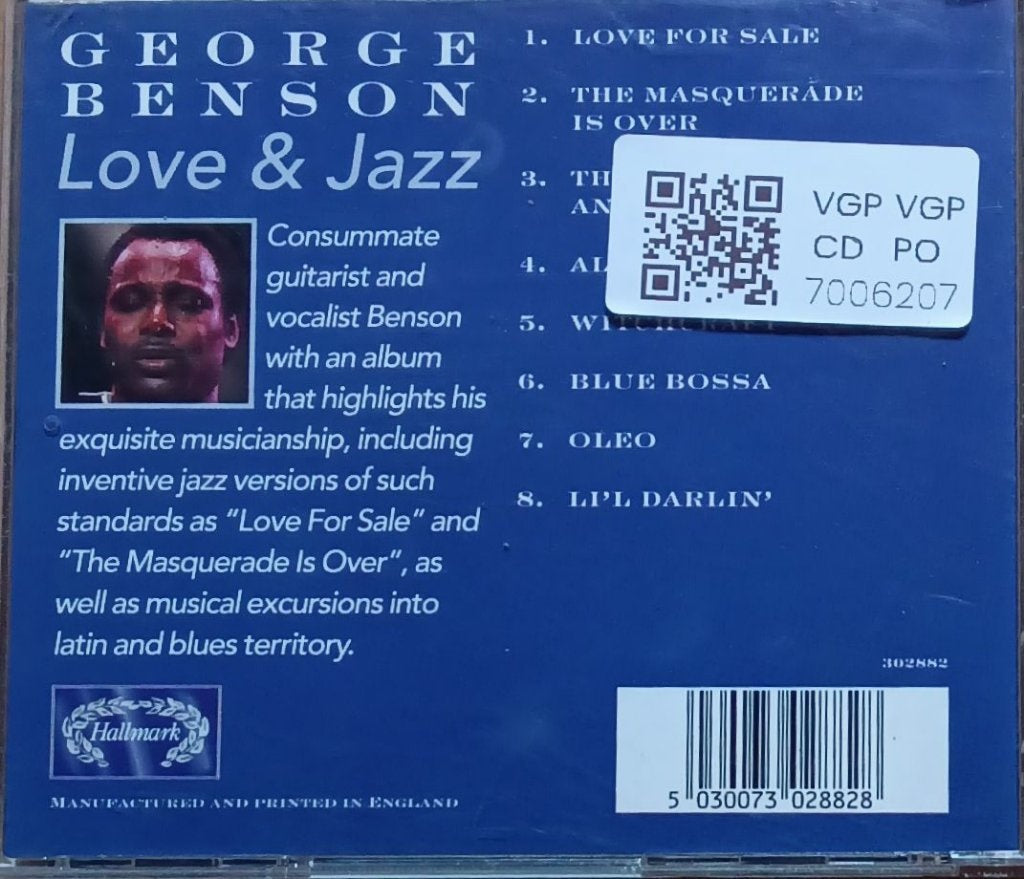 GEORGE
BENSON
Love & Jazz
Consummate
guitarist and
vocalist Benson
with an album
that highlights his
exquisite musicianship, including
inventive jazz versions of such
standards as “Love For Sale” and
“The Masquerade Is Over”, as
well as musical excursions into
latin and blues territory.
Hallmark
MANUFACTURED AND PRINTED IN ENGLAND
1. LOVE FOR SALE
2. THE MASQUERADE
IS OVER
3.
4.
5. WITCHCRAFT
6. BLUE BOSSA
7. OLEO
8. LI'L DARLIN'
VGP VGP
CD PO
7006207
302882
5 030073 028828